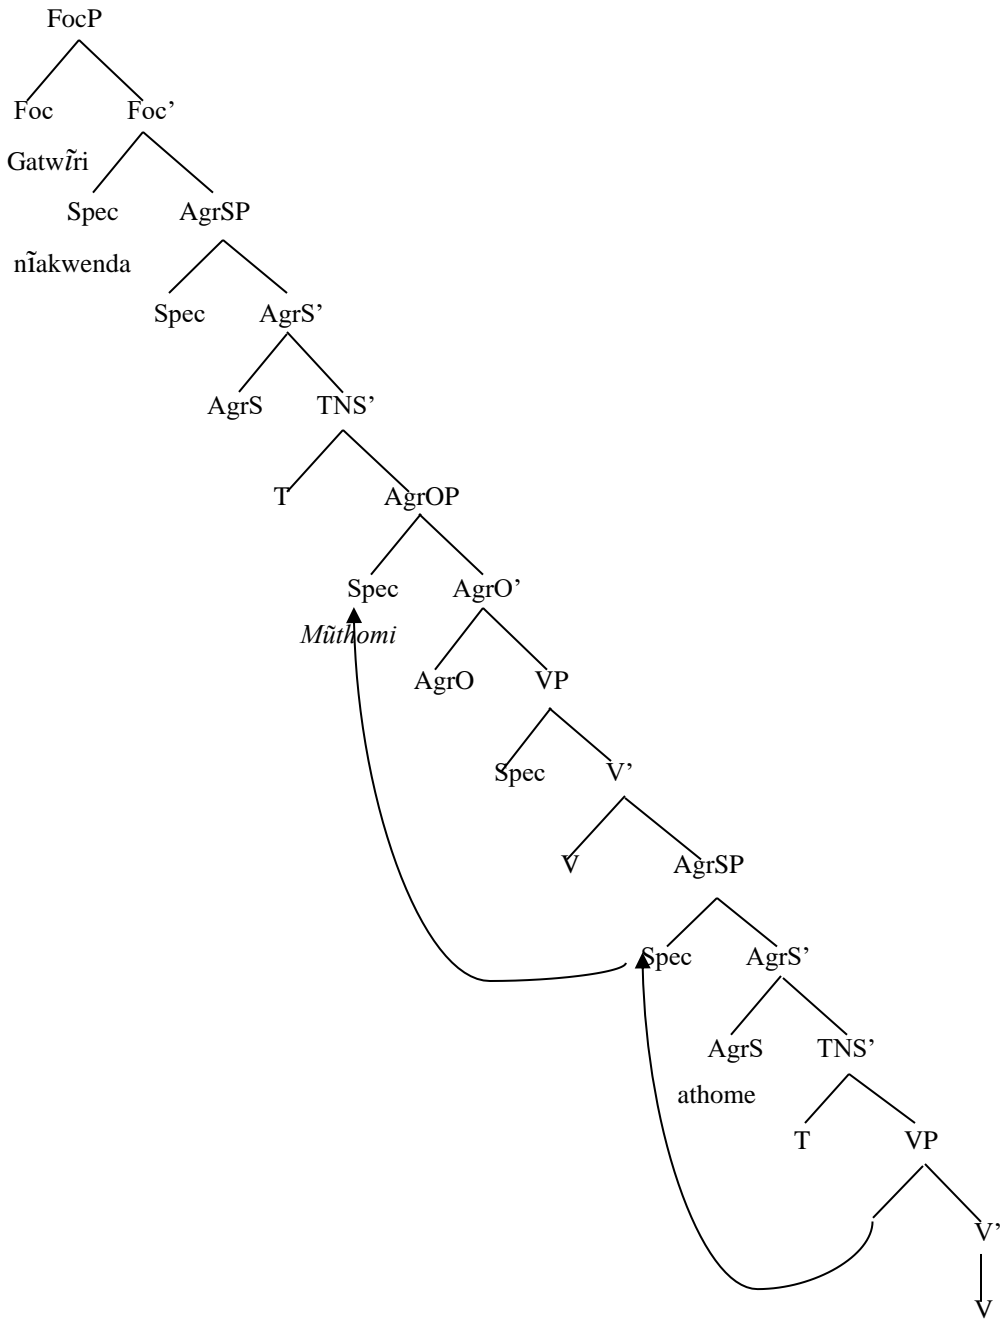 FocP
Foc Foc’
Gatwĩri
Spec AgrSP
nĩakwenda
Spec AgrS’
AgrS TNS’
T AgrOP
Spec AgrO’
Mũthomi
AgrO VP
Spec V’
V AgrSP
Spec AgrS’
AgrS TNS’
athome
T VP
V’
V